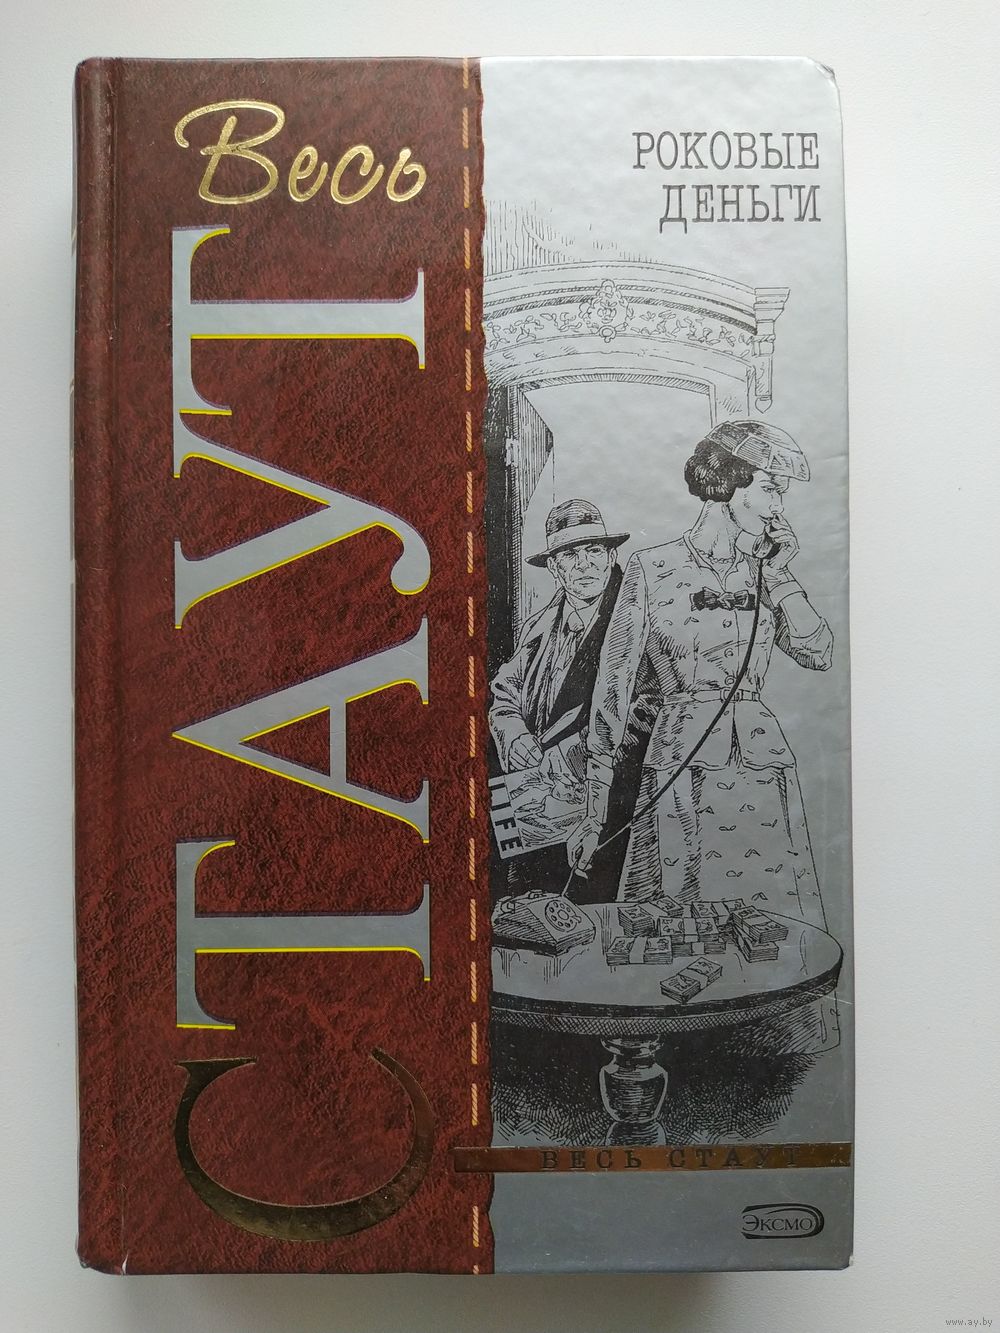 Весь
СТАУТ
РОКОВЫЕ
ДЕНЬГИ
LIFE
ВЕСЬ СТАУТ
ЭКСМО
www.ay.by